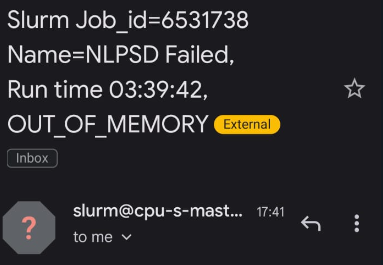 Slurm Job_id=6531738
Name=NLPSD Failed,
Run time 03:39:42,
OUT_OF_MEMORY External
Inbox
slurm@cpu-s-mast... 17:41
to me
?